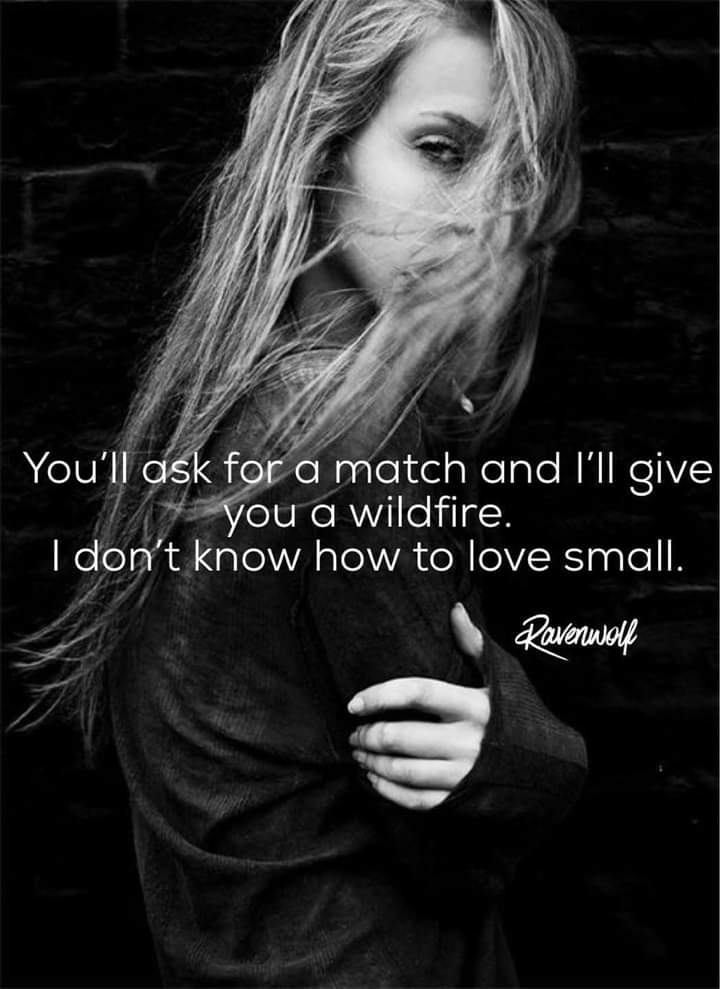 You'll ask for a match and I'll give
you a wildfire.
I don't know how to love small.
Ravenwolf